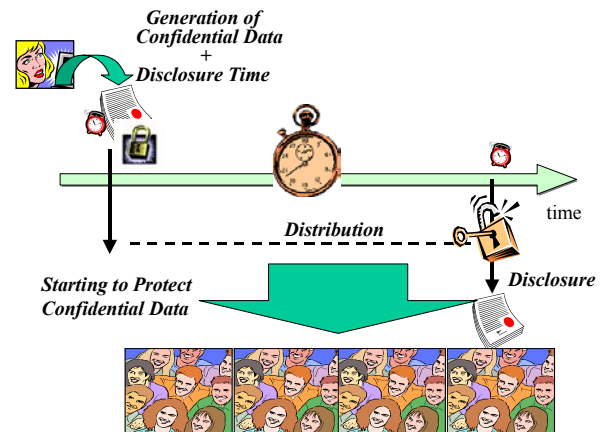 Generation of
Confidential Data
+
Disclosure Time
time
Distribution
Starting to Protect
Confidential Data
Disclosure